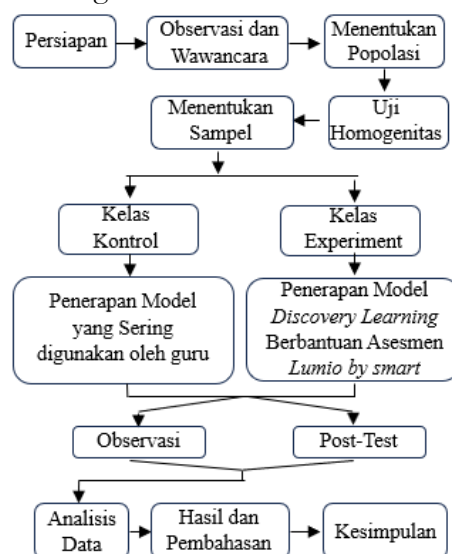 Persiapan
Observasi dan
Wawancara
Menentukan
Popolasi
Uji
Homogenitas
Menentukan
Sampel
Kelas
Kontrol
Kelas
Experiment
Penerapan Model
yang Sering
digunakan oleh guru
Penerapan Model
Discovery Learning
Berbantuan Asesmen
Lumio by smart
Observasi
Post-Test
Analisis
Data
Hasil dan
Pembahasan
Kesimpulan